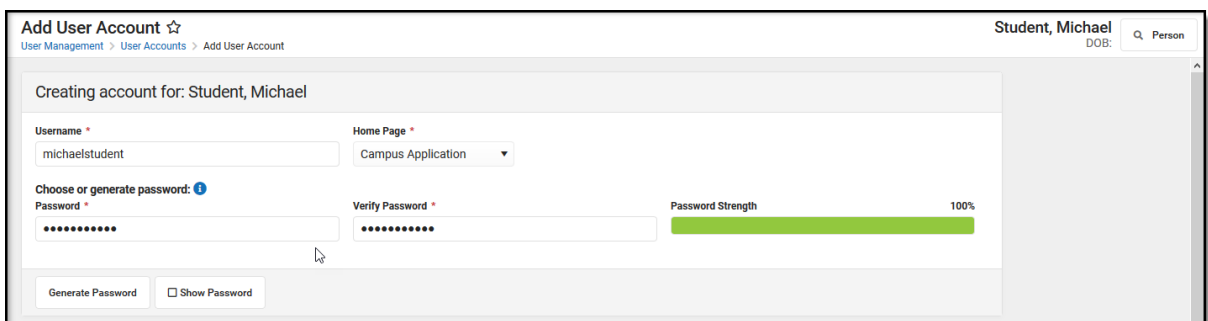 Add User Account ☆
Student, Michael
DOB:
Person
User Management > User Accounts > Add User Account
Creating account for: Student, Michael
Username *
Home Page *
michaelstudent
Campus Application
Choose or generate password:
Password *
Verify Password *
Password Strength
100%
•••••••••••
•••••••••••
Generate Password
Show Password